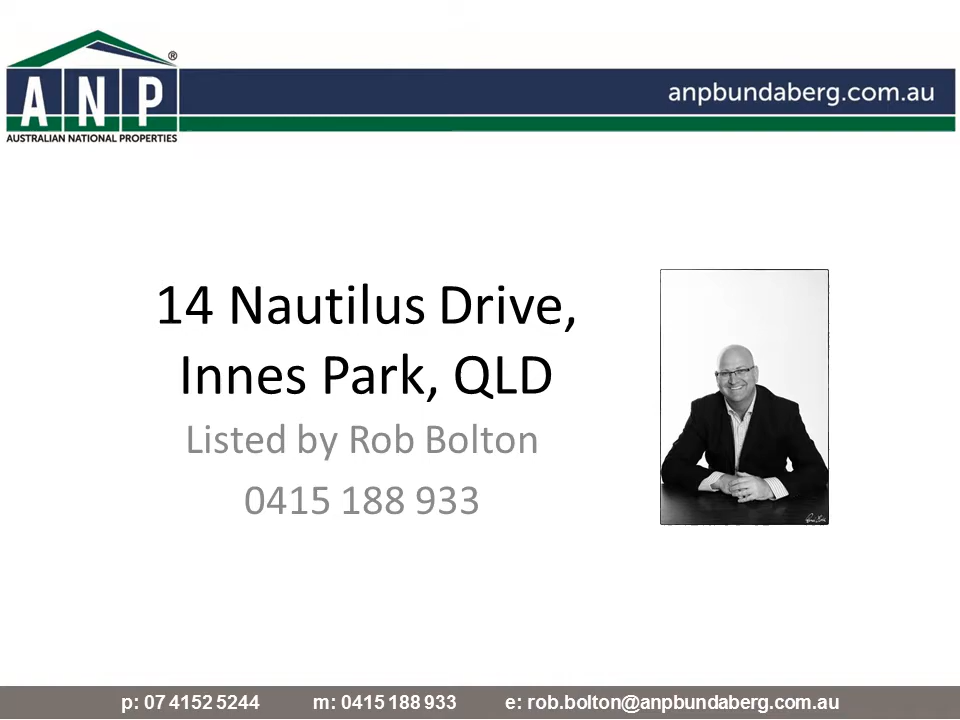 ®
ANP
AUSTRALIAN NATIONAL PROPERTIES
anpbundaberg.com.au
14 Nautilus Drive,
Innes Park, QLD
Listed by Rob Bolton
0415 188 933
p: 07 4152 5244 m: 0415 188 933 e: rob.bolton@anpbundaberg.com.au